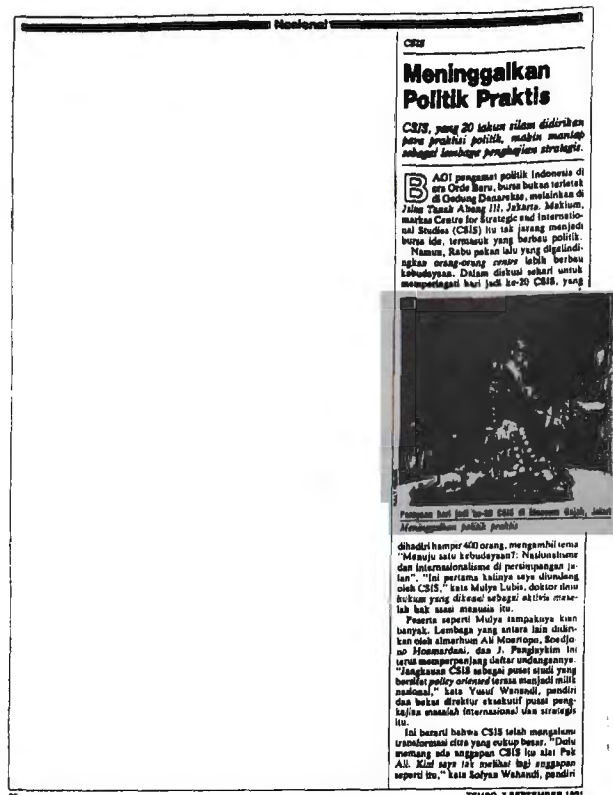 Nasional
CSIS
Meninggalkan
Politik Praktis
CSIS, yang 20 tahun silam didirikan
para praktisi politik, makin mantap
sebagai lembaga pengkajian strategis.
BAGI pengamat politik Indonesia di
era Orde Baru, bursa bukan terletak
di Gedung Danareksa, melainkan di
Jalan Tanah Abang III, Jakarta. Maklum,
markas Centre for Strategic and Internatio-
nal Studies (CSIS) itu tak jarang menjadi
bursa ide, termasuk yang berbau politik.
Namun, Rabu pekan lalu yang digelindi-
ngkan orang-orang centre lebih berbau
kebudayaan. Dalam diskusi sehari untuk
memperingati hari jadi ke-20 CSIS, yang
Perayaan hari jadi ke-20 CSIS di Museum Gajah, Jakart
Meninggalkan politik praktis
dihadiri hampir 400 orang, mengambil tema
"Menuju satu kebudayaan?: Nasionalisme
dan internasionalisme di persimpangan ja-
lan". "Ini pertama kalinya saya diundang
oleh CSIS," kata Mulya Lubis, doktor ilmu
hukum yang dikenal sebagai aktivis masa-
lah hak asasi manusia itu.
Peserta seperti Mulya tampaknya kian
banyak. Lembaga yang antara lain didiri-
kan oleh almarhum Ali Moertopo, Soedjo-
no Hoemardani, dan J. Panglaykim ini
terus memperpanjang daftar undangannya.
"Jangkauan CSIS sebagai pusat studi yang
bersifat policy oriented terasa menjadi milik
nasional," kata Yusuf Wanandi, pendiri
dan bekas direktur eksekutif pusat peng-
kajian masalah internasional dan strategis
itu.
Ini berarti bahwa CSIS telah mengalami
transformasi citra yang cukup besar. "Dulu
memang ada anggapan CSIS itu alat Pak
Ali. Kini saya tak melihat lagi anggapan
seperti itu," kata Sofyan Wanandi, pendiri
TEMPO, 7 SEPTEMBER 1991